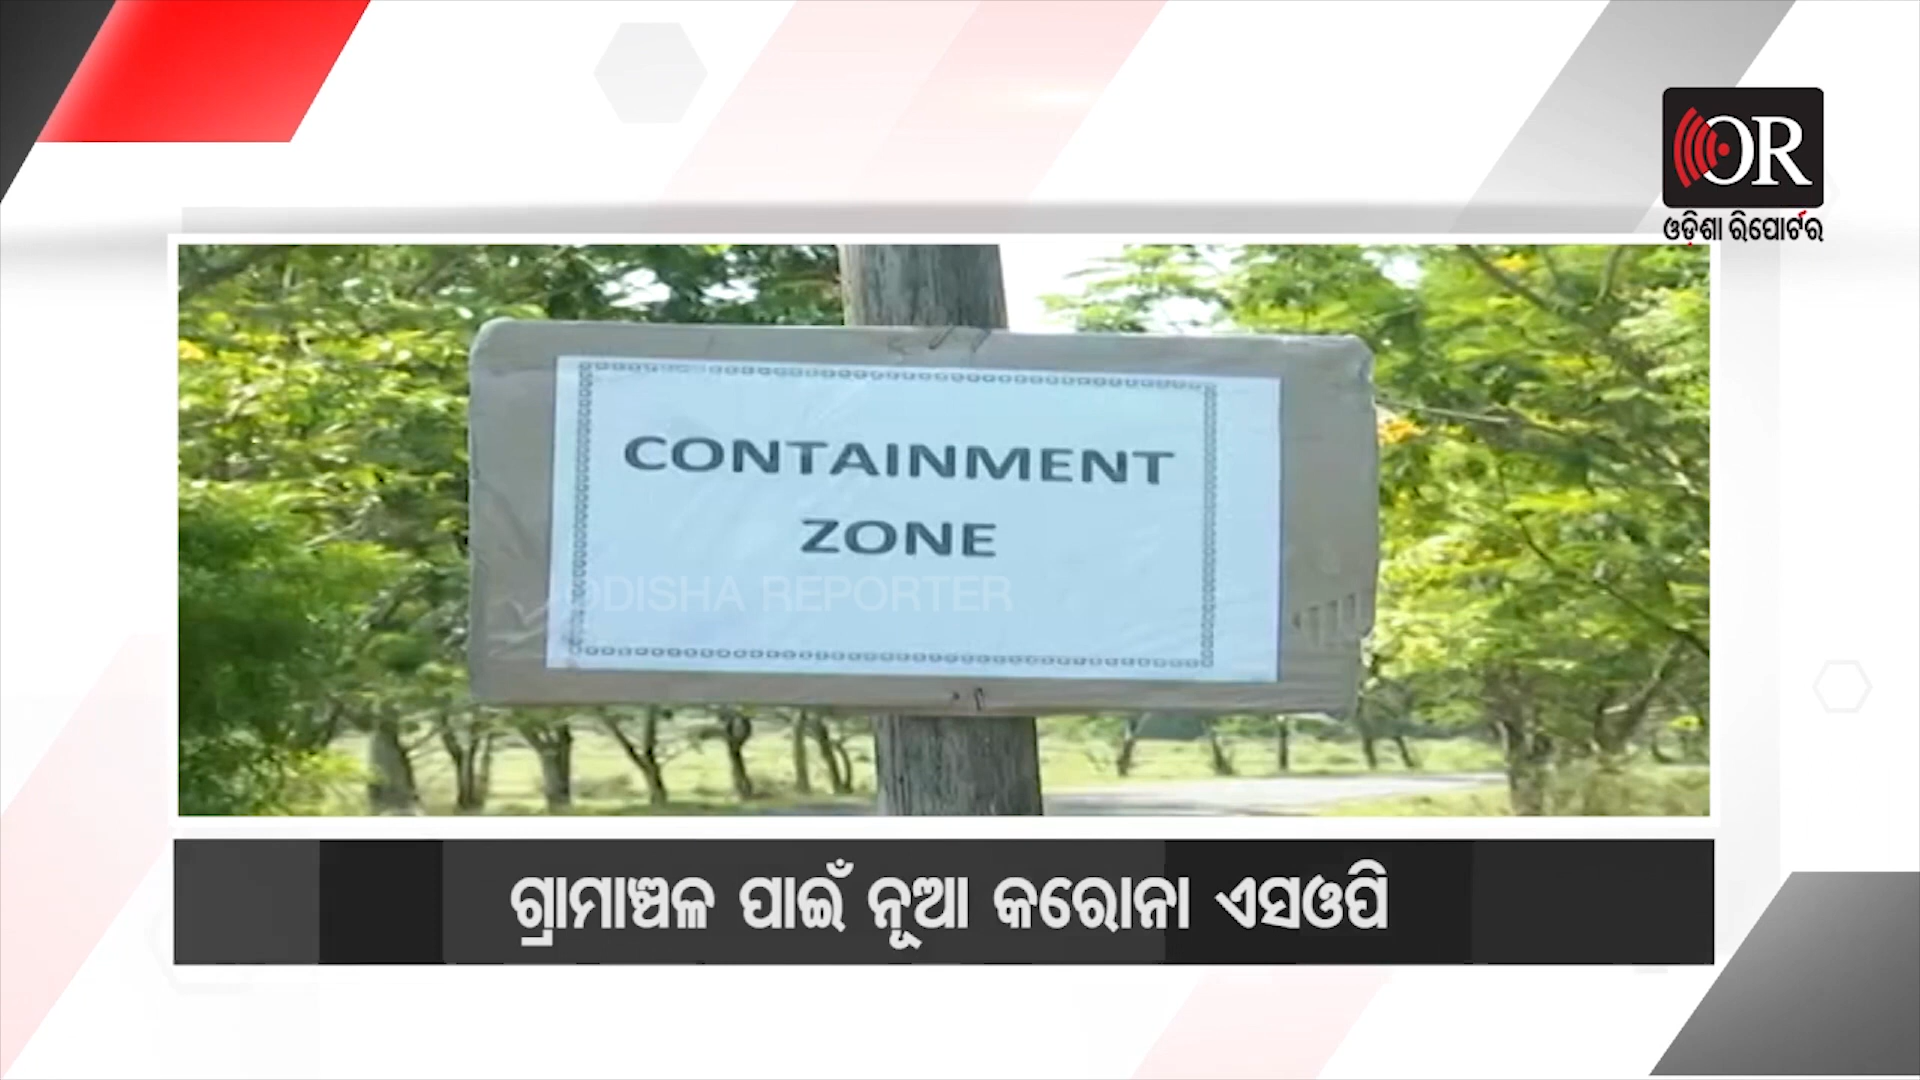 OR
ଓଡ଼ିଶା ରିପୋର୍ଟର
CONTAINMENT
ZONE
ODISHA REPORTER
ଗ୍ରାମାଞ୍ଚଳ ପାଇଁ ନୂଆ କରୋନା ଏସଓପି